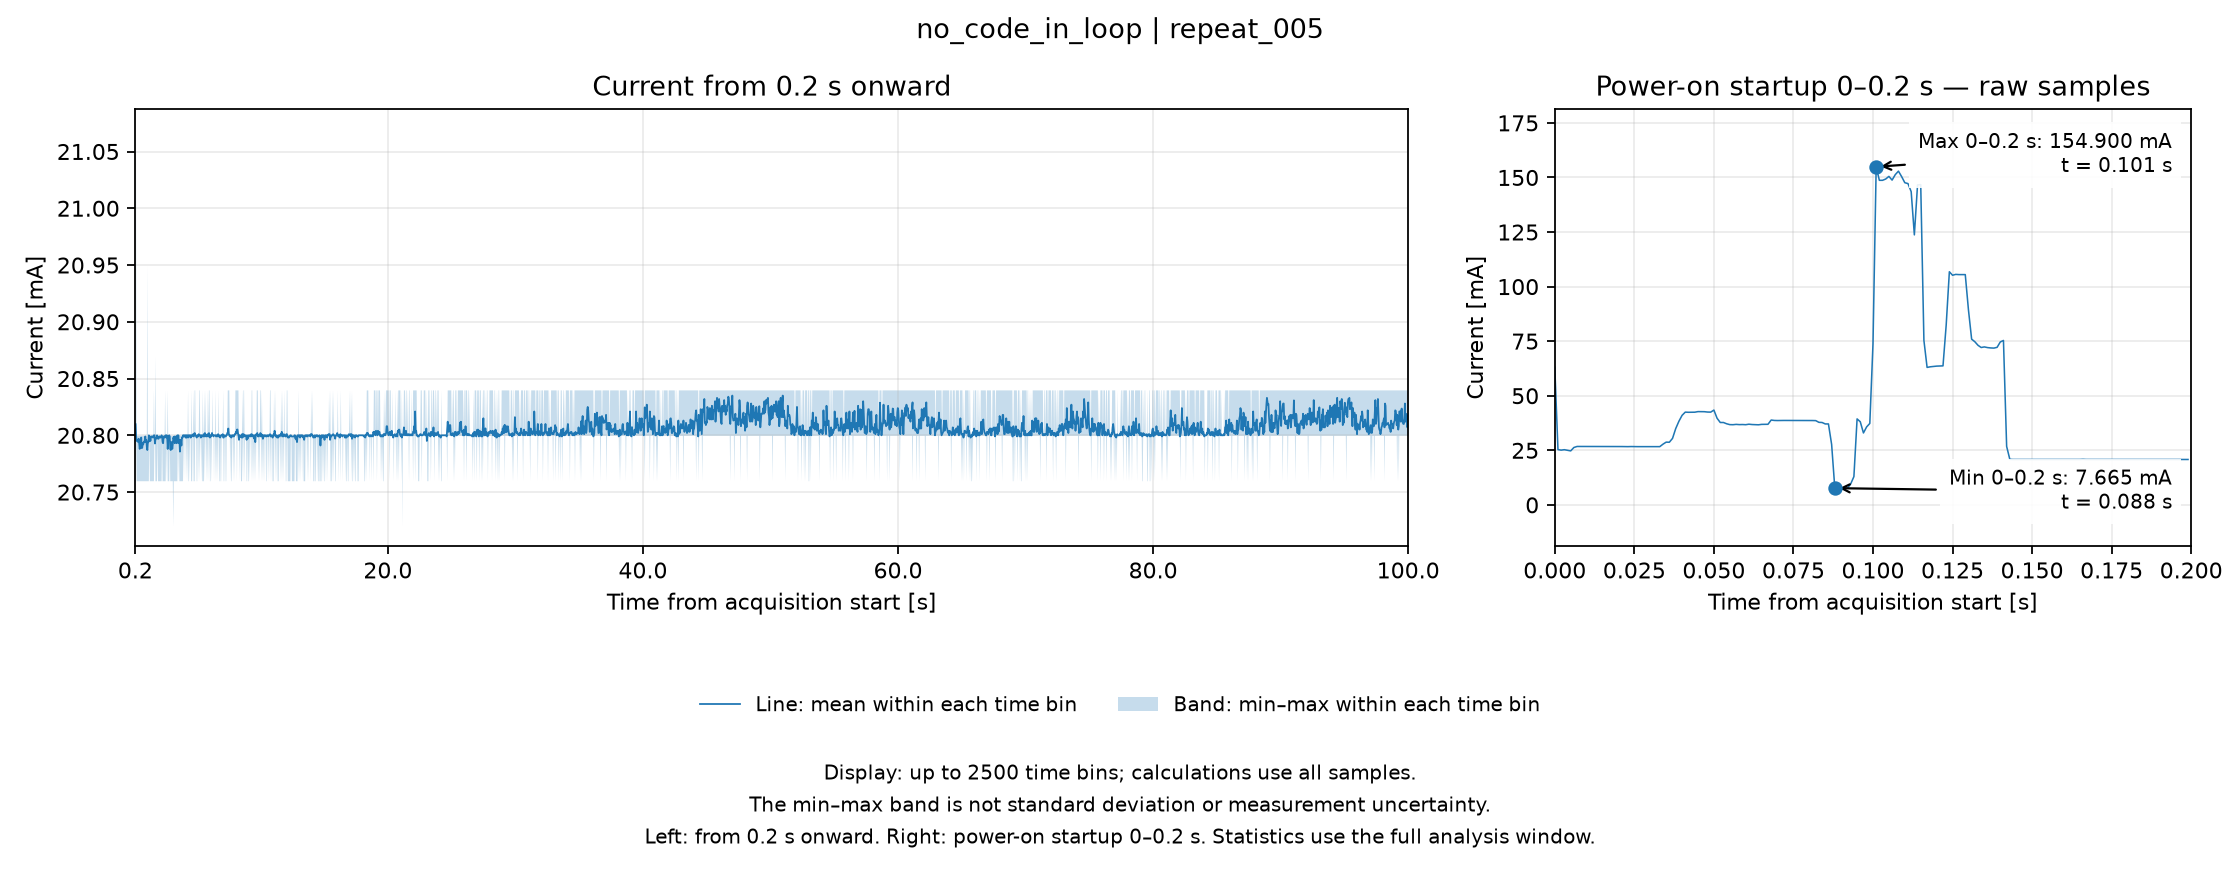 no_code_in_loop | repeat_005
Current from 0.2 s onward
Current [mA]
21.05
21.00
20.95
20.90
20.85
20.80
20.75
0.2
20.0
40.0
60.0
80.0
100.0
Time from acquisition start [s]
Power-on startup 0–0.2 s — raw samples
Current [mA]
175
150
125
100
75
50
25
0
Max 0–0.2 s: 154.900 mA
t = 0.101 s
Min 0–0.2 s: 7.665 mA
t = 0.088 s
0.000
0.025
0.050
0.075
0.100
0.125
0.150
0.175
0.200
Time from acquisition start [s]
Line: mean within each time bin
Band: min–max within each time bin
Display: up to 2500 time bins; calculations use all samples.
The min–max band is not standard deviation or measurement uncertainty.
Left: from 0.2 s onward. Right: power-on startup 0–0.2 s. Statistics use the full analysis window.